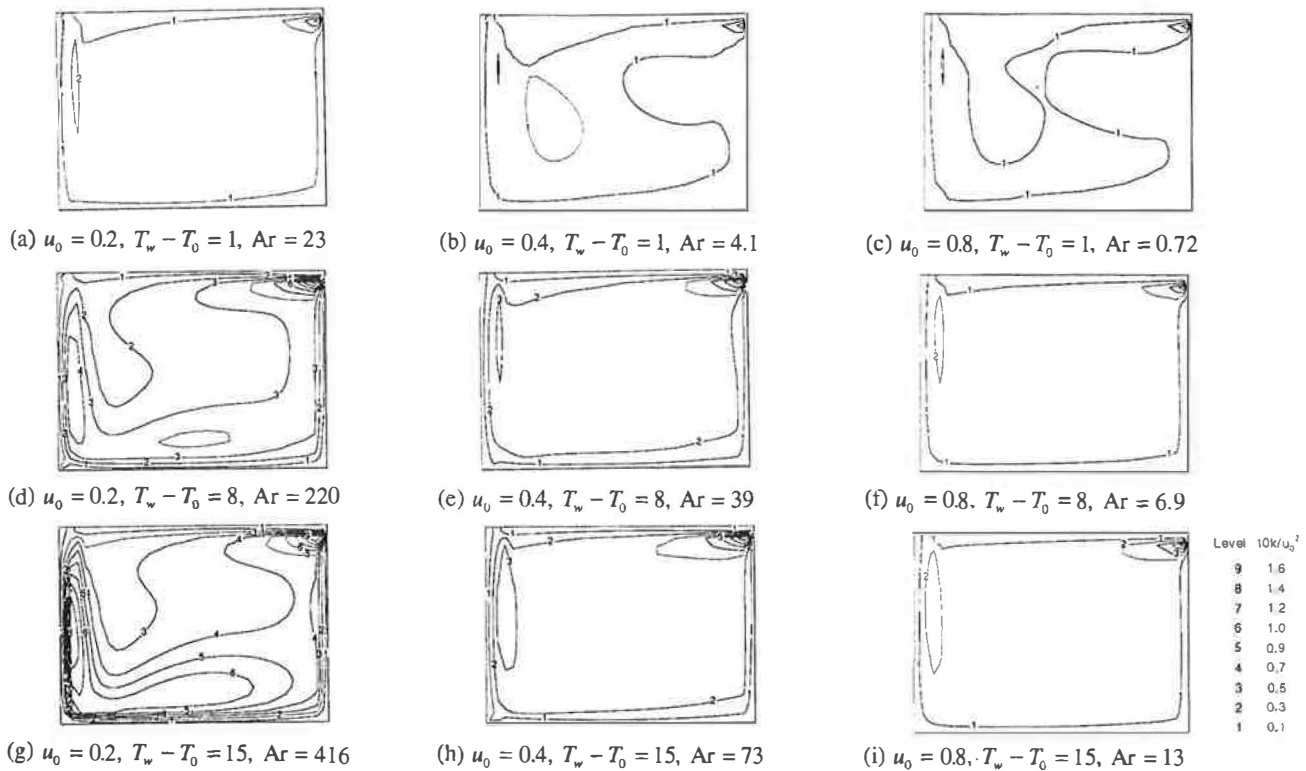 (a) u₀ = 0.2, T_w − T₀ = 1, Ar = 23
(b) u₀ = 0.4, T_w − T₀ = 1, Ar = 4.1
(c) u₀ = 0.8, T_w − T₀ = 1, Ar = 0.72
(d) u₀ = 0.2, T_w − T₀ = 8, Ar = 220
(e) u₀ = 0.4, T_w − T₀ = 8, Ar = 39
(f) u₀ = 0.8. T_w − T₀ = 8, Ar = 6.9
(g) u₀ = 0.2, T_w − T₀ = 15, Ar = 416
(h) u₀ = 0.4, T_w − T₀ = 15, Ar = 73
(i) u₀ = 0.8, T_w − T₀ = 15, Ar = 13
Level 10k/u₀²
9 1.6
8 1.4
7 1.2
6 1.0
5 0.9
4 0.7
3 0.5
2 0.3
1 0.1